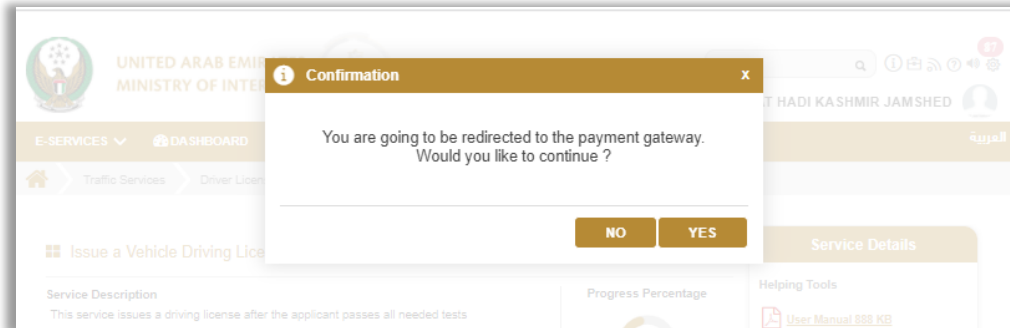 UNITED ARAB EMIR
MINISTRY OF INTER
37
T HADI KASHMIR JAMSHED
E-SERVICES
DASHBOARD
العربية
Traffic Services
Driver Licen
Confirmation
x
You are going to be redirected to the payment gateway.
Would you like to continue ?
NO
YES
Issue a Vehicle Driving Lice
Service Details
Service Description
Progress Percentage
Helping Tools
This service issues a driving license after the applicant passes all needed tests
User Manual 888 KB